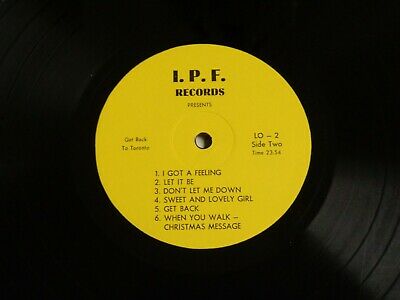 I. P. F.
RECORDS
PRESENTS
Get Back
To Toronto
LO – 2
Side Two
Time 23:54
1. I GOT A FEELING
2. LET IT BE
3. DON'T LET ME DOWN
4. SWEET AND LOVELY GIRL
5. GET BACK
6. WHEN YOU WALK –
CHRISTMAS MESSAGE